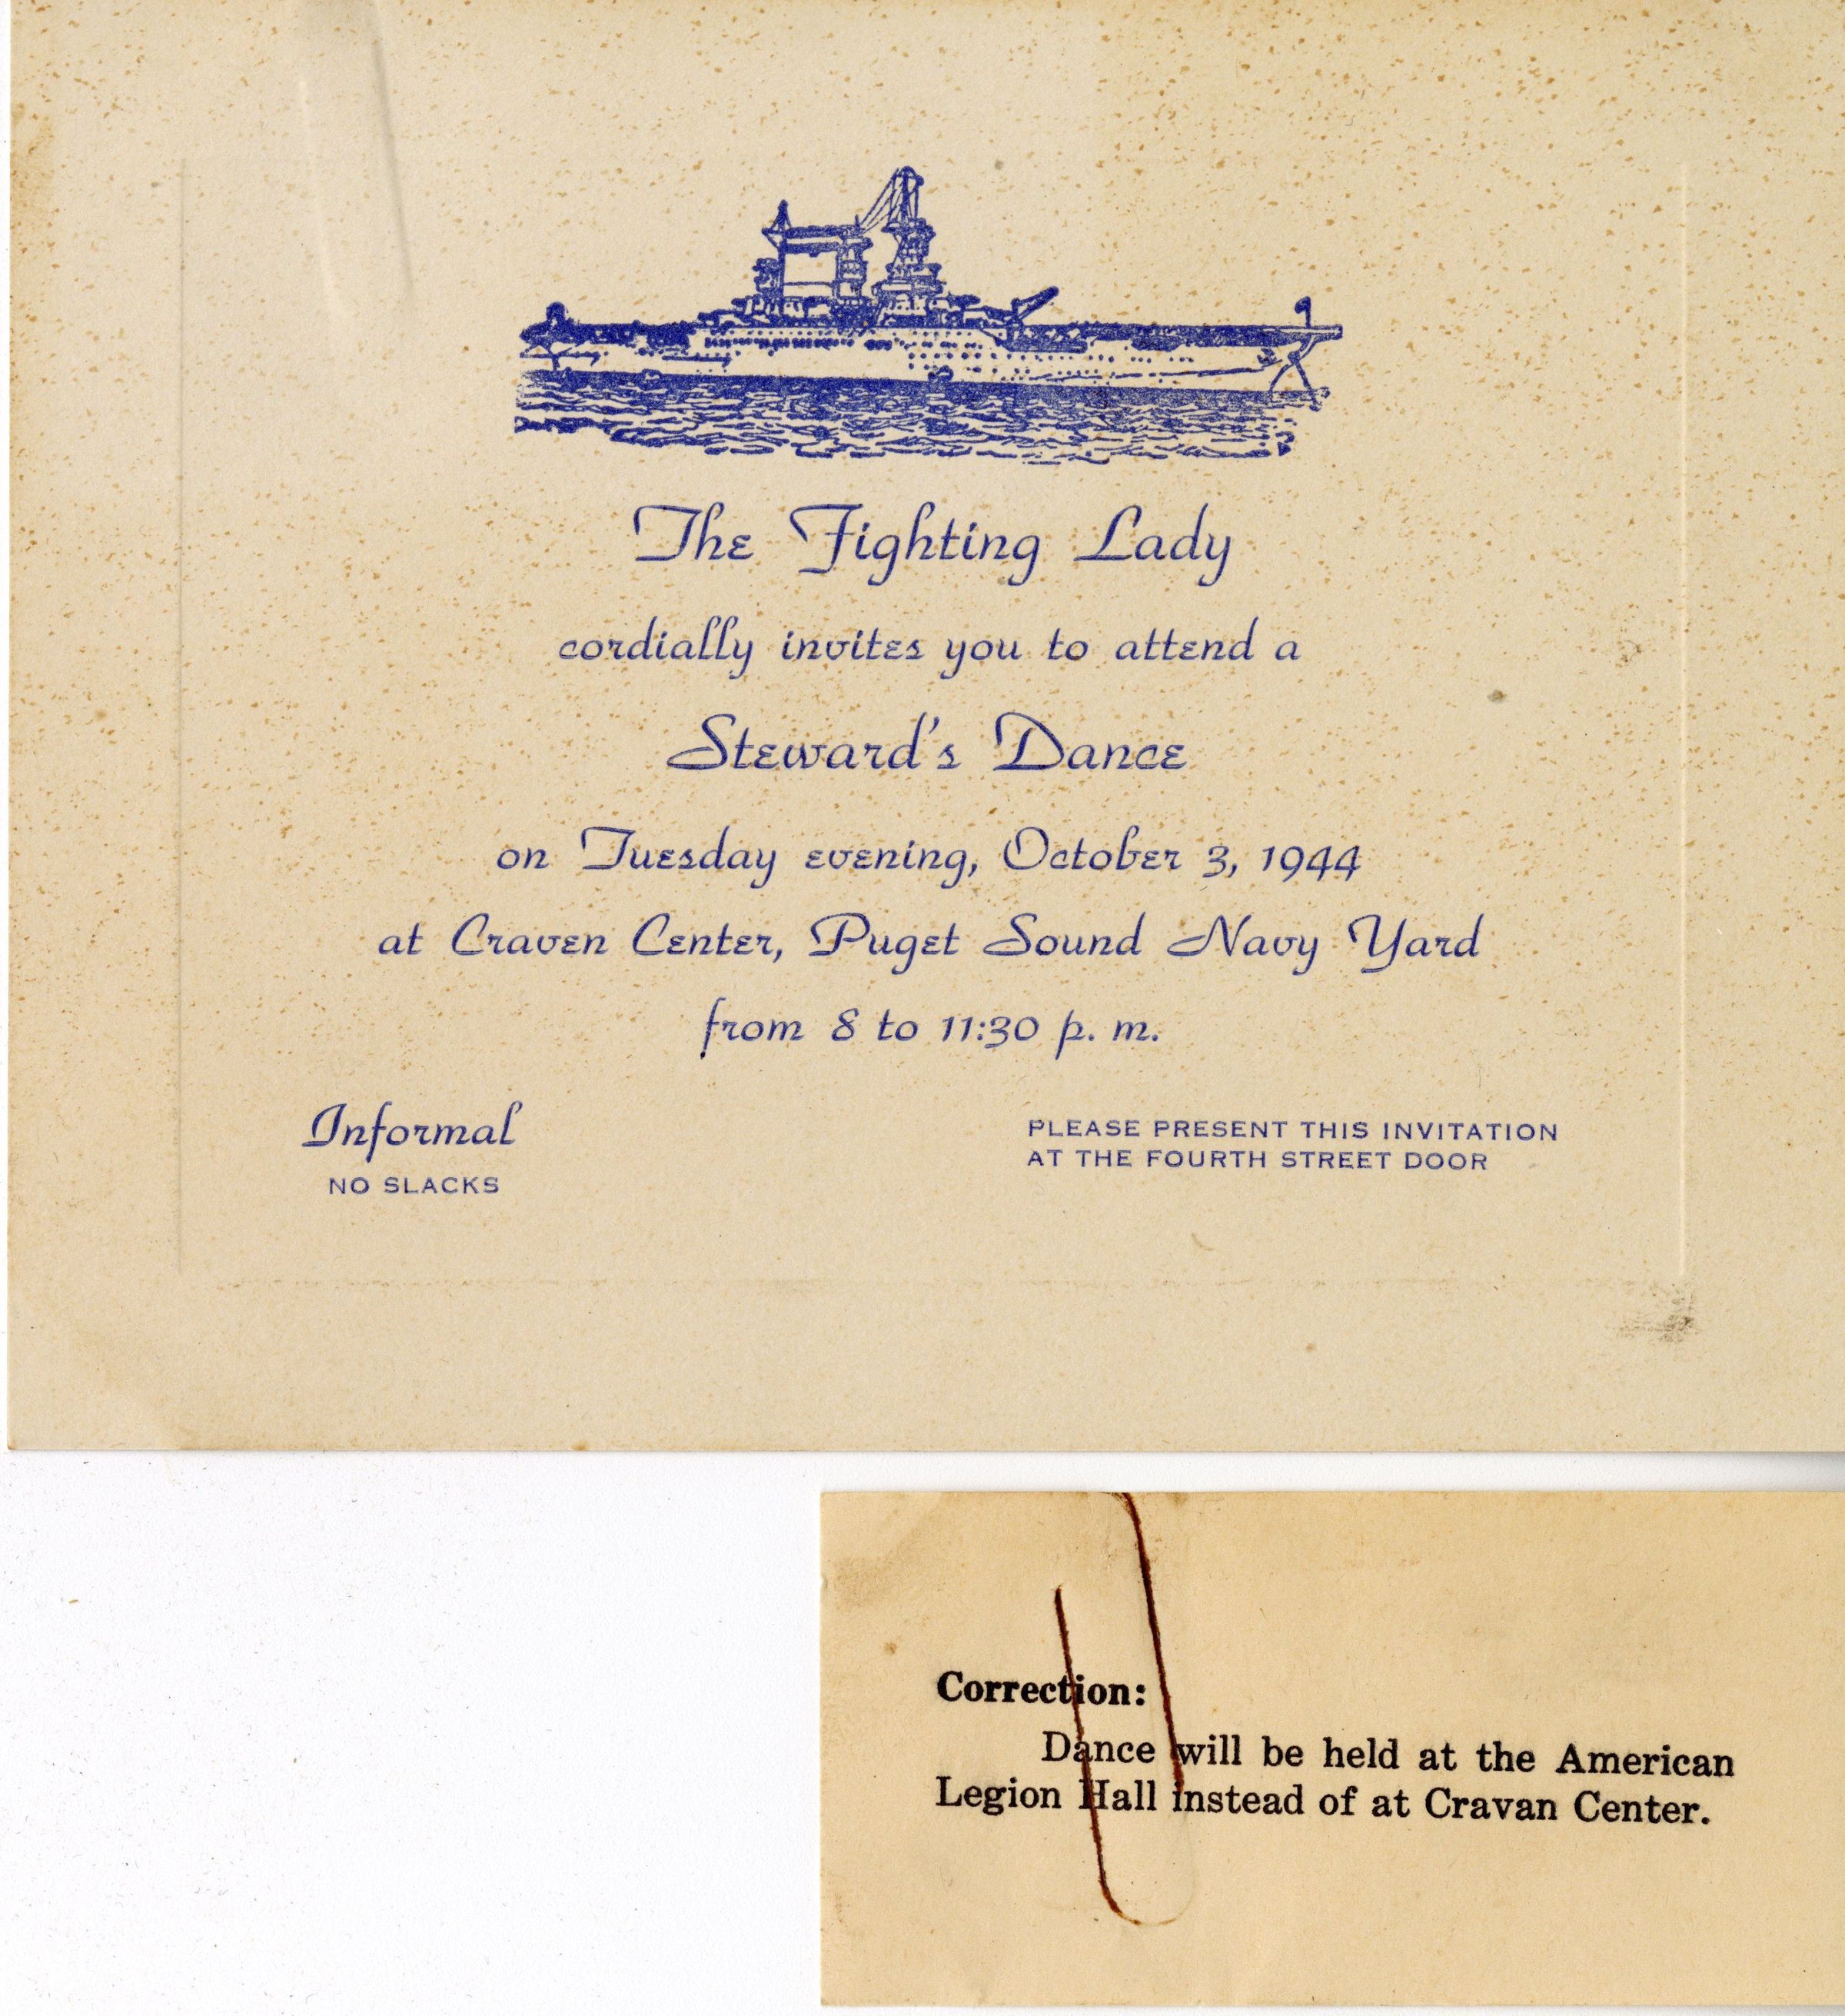 The Fighting Lady
cordially invites you to attend a
Steward's Dance
on Tuesday evening, October 3, 1944
at Craven Center, Puget Sound Navy Yard
from 8 to 11:30 p. m.
Informal
NO SLACKS
PLEASE PRESENT THIS INVITATION
AT THE FOURTH STREET DOOR
Correction:
Dance will be held at the American
Legion Hall instead of at Cravan Center.